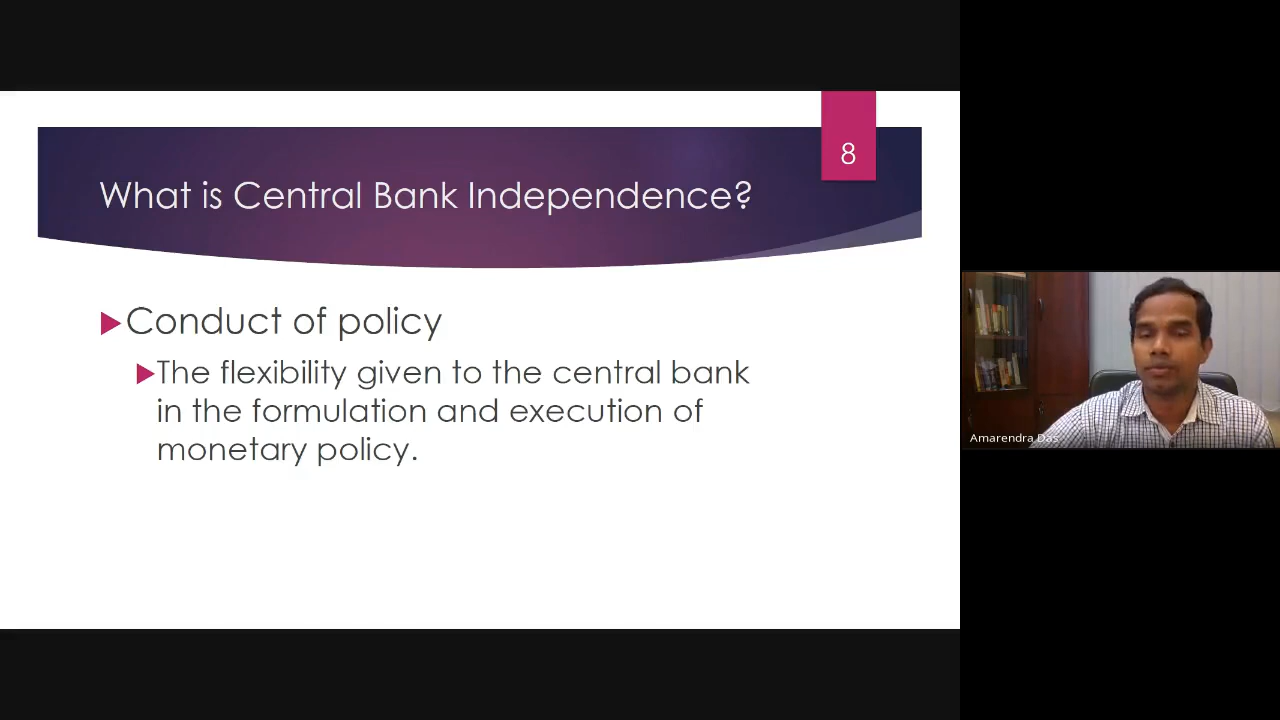 8
What is Central Bank Independence?
Conduct of policy
The flexibility given to the central bank
in the formulation and execution of
monetary policy.
Amarendra Das